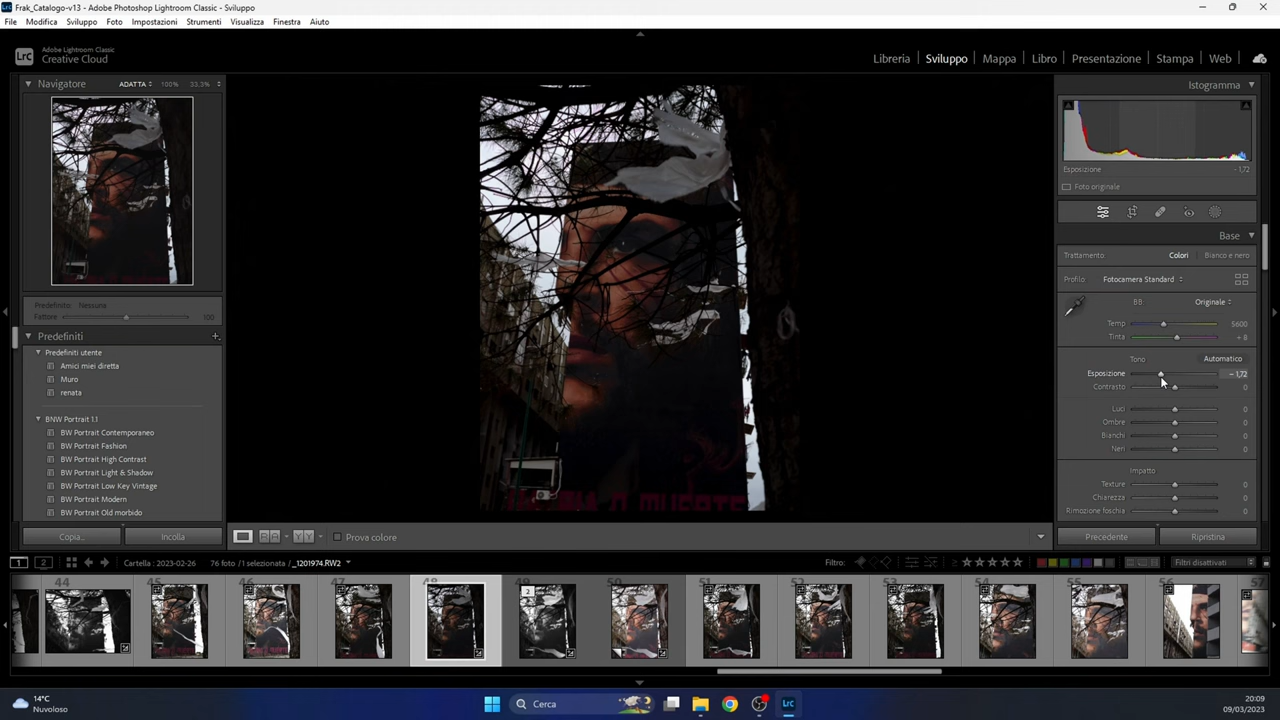 Frak_Catalogo-v13 - Adobe Photoshop Lightroom Classic - Sviluppo
File Modifica Sviluppo Foto Impostazioni Strumenti Visualizza Finestra Aiuto
Adobe Lightroom Classic
Creative Cloud
Lrc
Libreria | Sviluppo | Mappa | Libro | Presentazione | Stampa | Web
Navigatore ADATTA 100% 33,3%
Istogramma
Esposizione - 1,72
Foto originale
Base
Trattamento: Colori Bianco e nero
Profilo: Fotocamera Standard
BB: Originale
Temp 5600
Tinta + 8
Tono Automatico
Esposizione - 1,72
Contrasto 0
Luci 0
Ombre 0
Bianchi 0
Neri 0
Impatto
Texture 0
Chiarezza 0
Rimozione foschia 0
Precedente Ripristina
Predefinito: Nessuna
Fattore 100
Predefiniti
Predefiniti utente
Amici miei diretta
Muro
renata
BNW Portrait 1.1
BW Portrait Contemporaneo
BW Portrait Fashion
BW Portrait High Contrast
BW Portrait Light & Shadow
BW Portrait Low Key Vintage
BW Portrait Modern
BW Portrait Old morbido
Copia... Incolla
Prova colore
1 2 Cartella : 2023-02-26 76 foto /1 selezionata /_1201974.RW2 Filtro: Filtri disattivati
44 45 46 47 48 49 50 51 52 53 54 55 56 57
2
14°C
Nuvoloso
Cerca
Lrc
20:09
09/03/2023